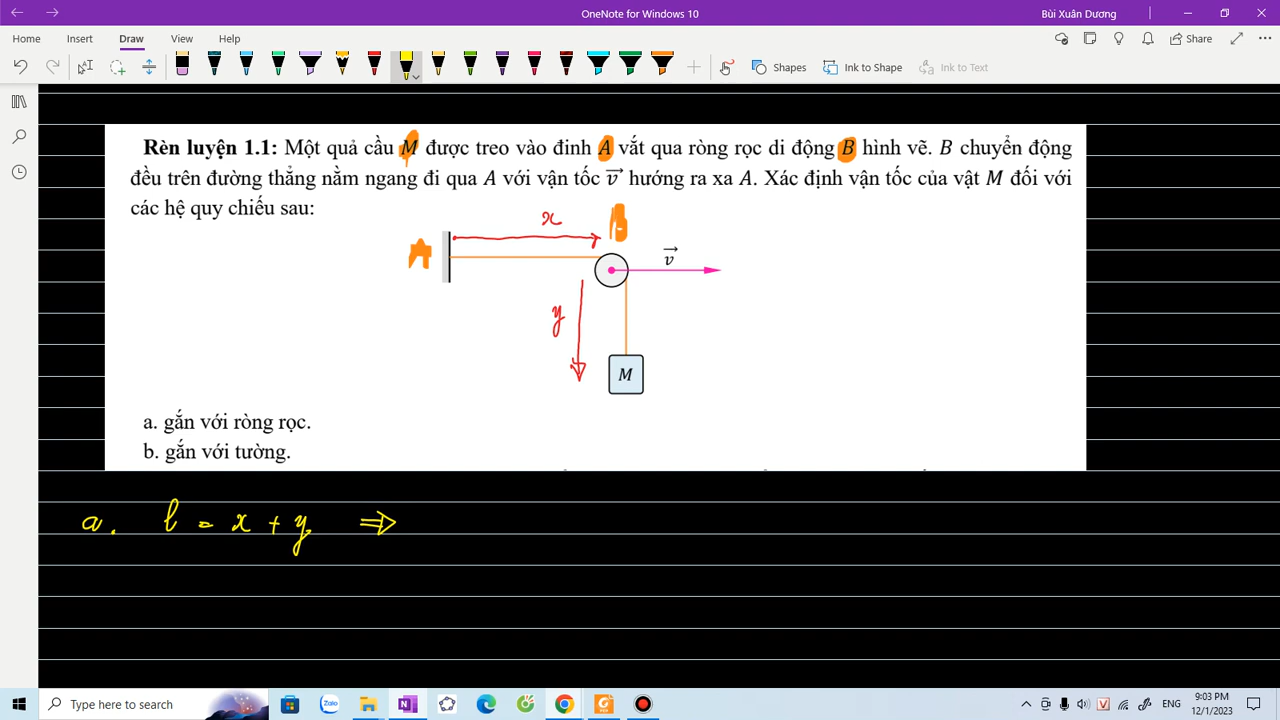 OneNote for Windows 10
Bùi Xuân Dương
Home Insert Draw View Help
Share
Shapes Ink to Shape Ink to Text
Rèn luyện 1.1: Một quả cầu M được treo vào đinh A vắt qua ròng rọc di động B hình vẽ. B chuyển động
đều trên đường thẳng nằm ngang đi qua A với vận tốc v⃗ hướng ra xa A. Xác định vận tốc của vật M đối với
các hệ quy chiếu sau:
x B
A v⃗
y
M
a. gắn với ròng rọc.
b. gắn với tường.
a. l = x + y ⇒
Type here to search
Zalo
V
ENG
9:03 PM
12/1/2023